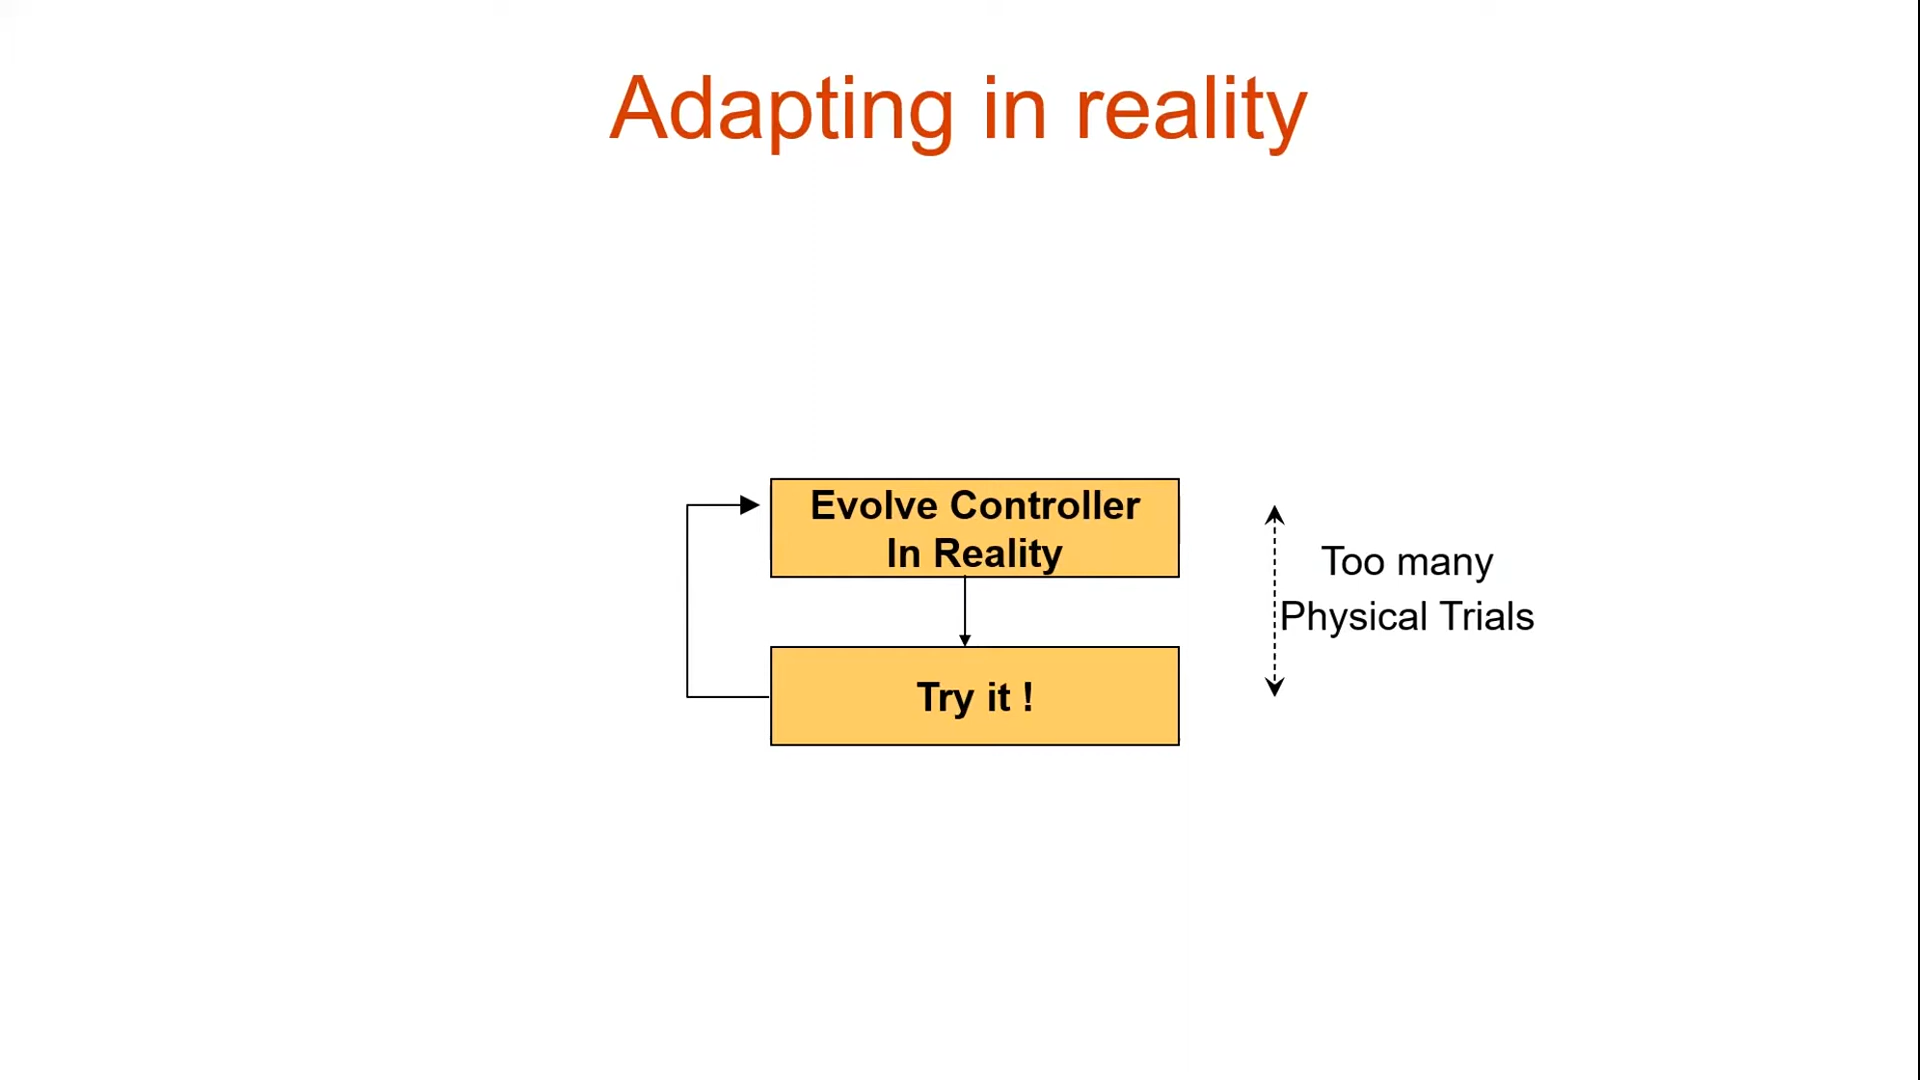 Adapting in reality
Evolve Controller
In Reality
Too many
Physical Trials
Try it !